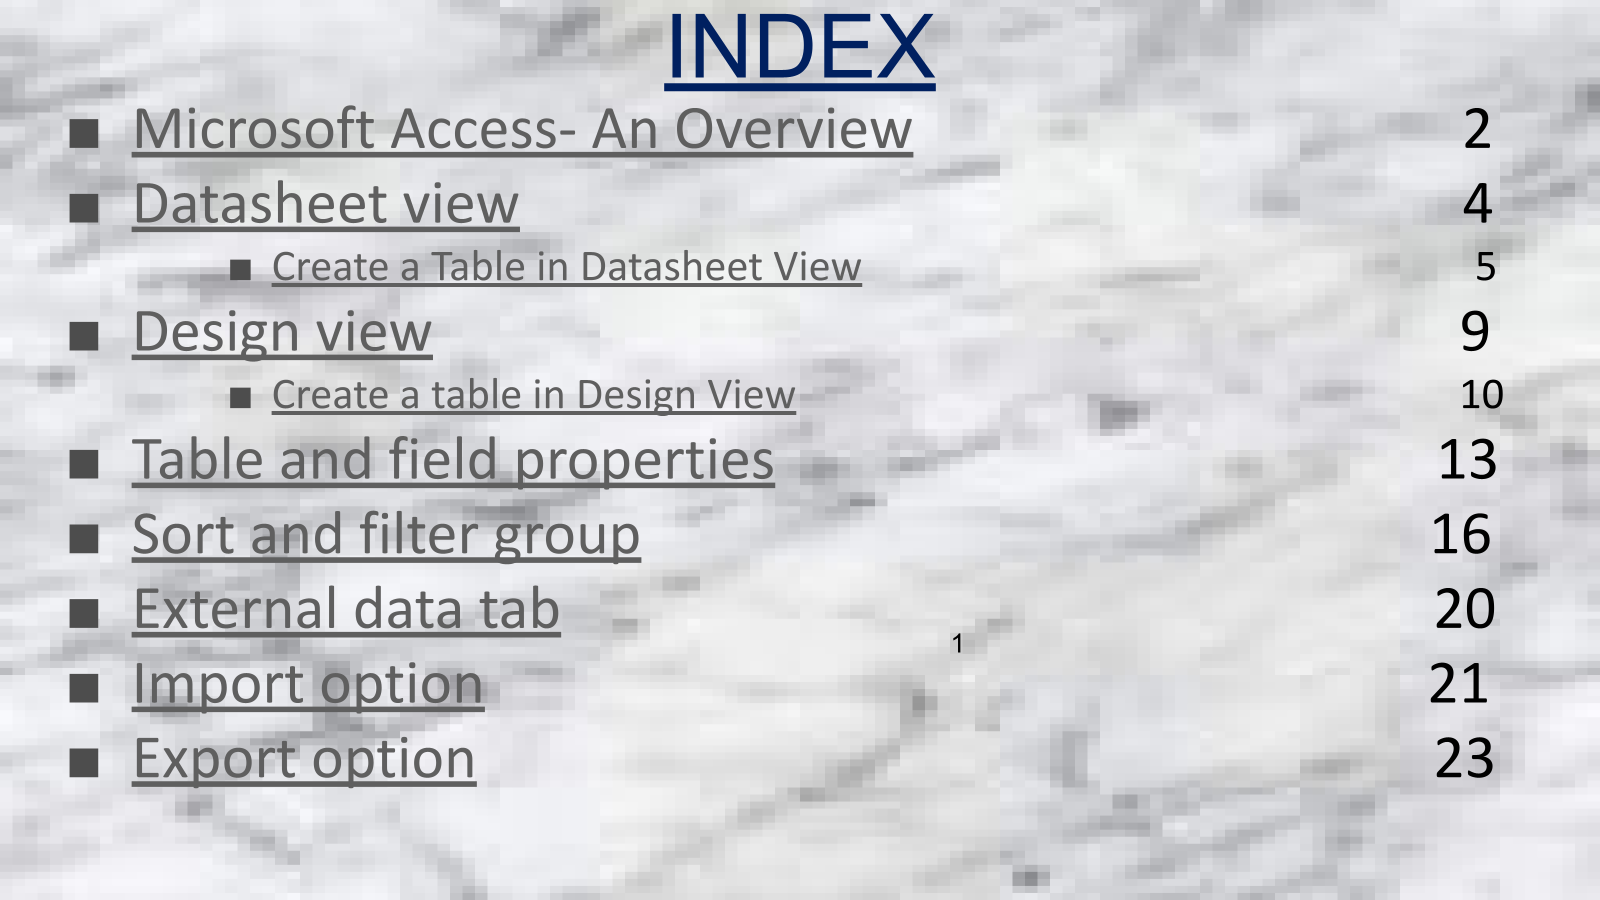 INDEX
■ Microsoft Access- An Overview 2
■ Datasheet view 4
■ Create a Table in Datasheet View 5
■ Design view 9
■ Create a table in Design View 10
■ Table and field properties 13
■ Sort and filter group 16
■ External data tab 20
1
■ Import option 21
■ Export option 23